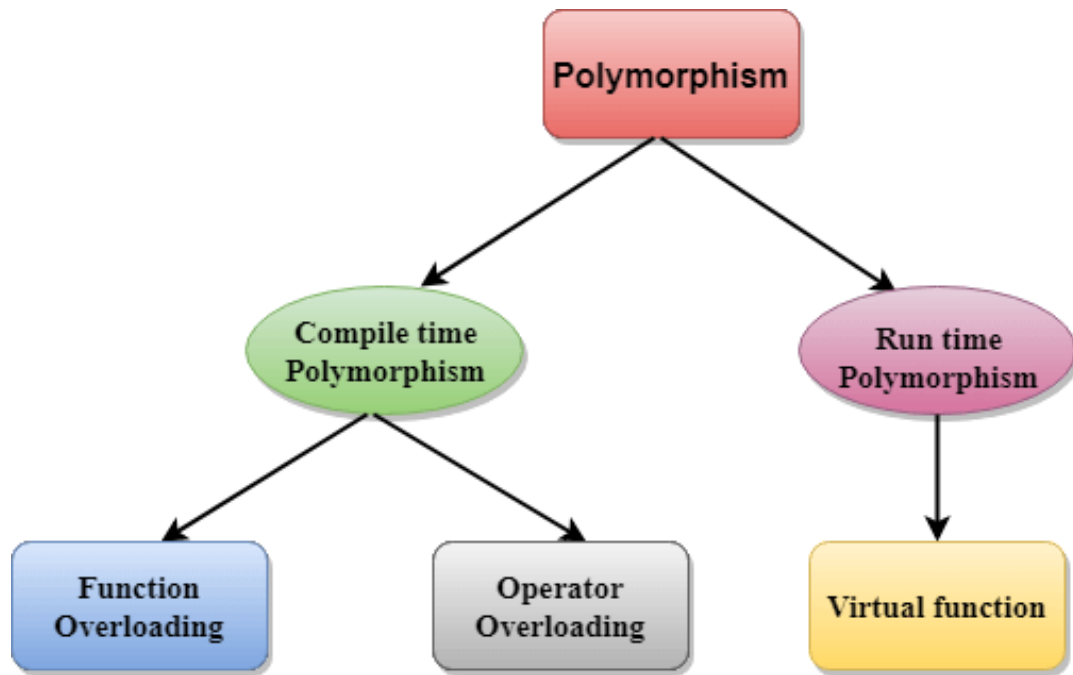 Polymorphism
Compile time
Polymorphism
Run time
Polymorphism
Function
Overloading
Operator
Overloading
Virtual function